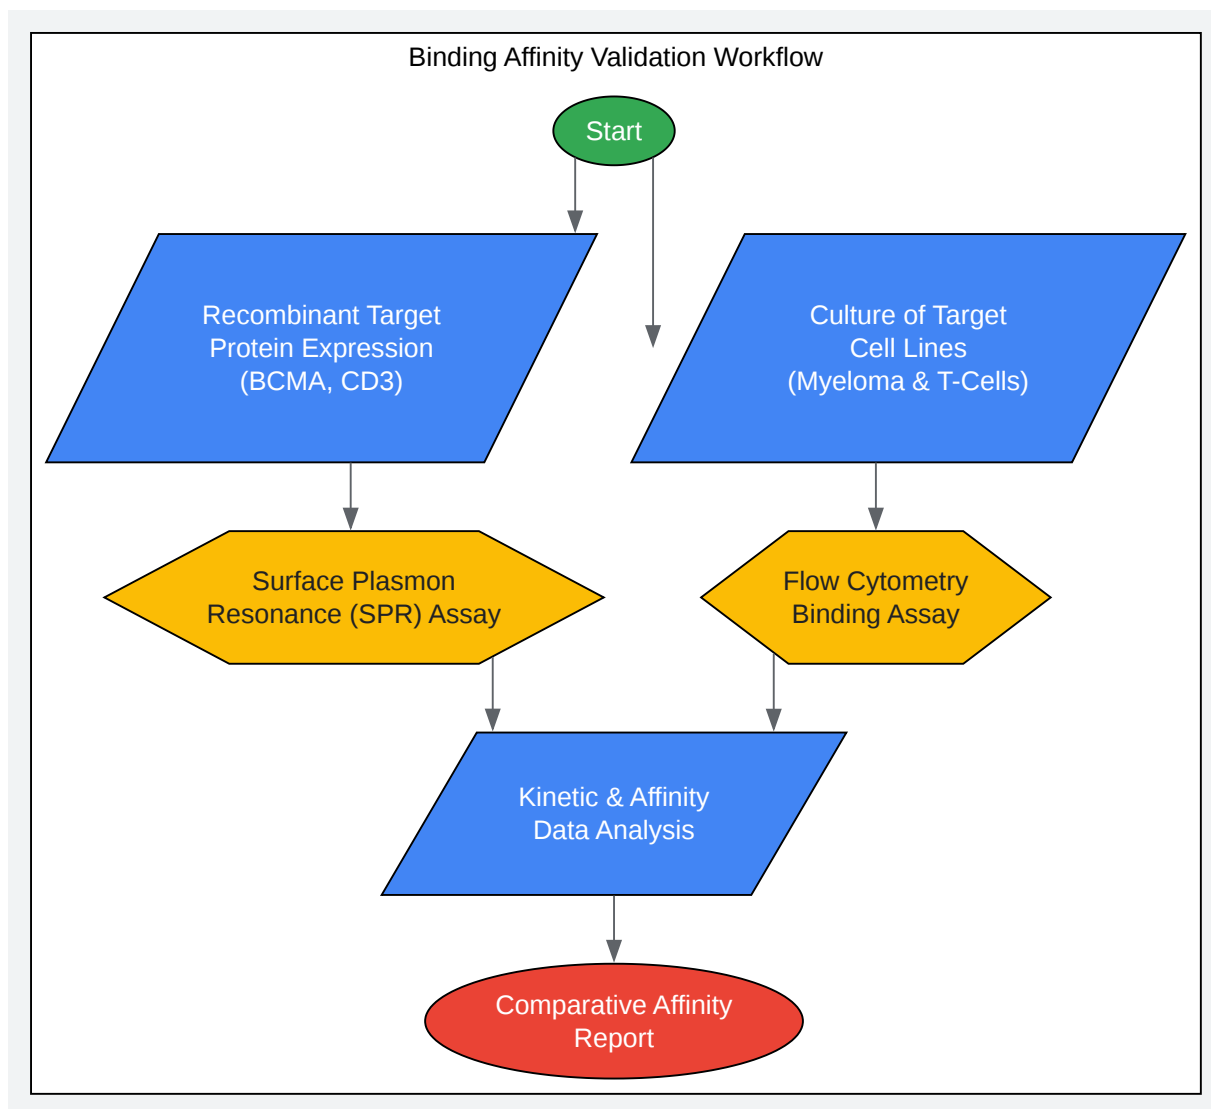 Binding Affinity Validation Workflow
Start
Recombinant Target
Protein Expression
(BCMA, CD3)
Culture of Target
Cell Lines
(Myeloma & T-Cells)
Surface Plasmon
Resonance (SPR) Assay
Flow Cytometry
Binding Assay
Kinetic & Affinity
Data Analysis
Comparative Affinity
Report